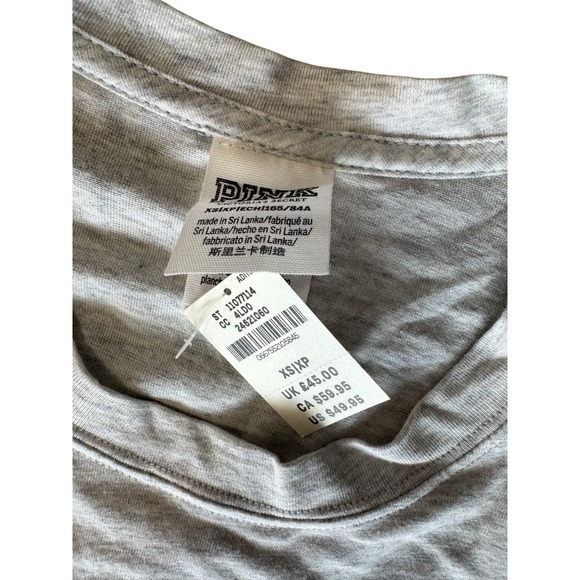 PINK
VICTORIA'S SECRET
XS/XP/ECH/165/84A
made in Sri Lanka/fabriqué au
Sri Lanka/hecho en Sri Lanka/
fabbricato in Sri Lanka/
斯里兰卡制造
ST 11077114
CC 4LD0
24621060
0667552105845
XS|XP
UK £45.00
CA $59.95
US $49.95